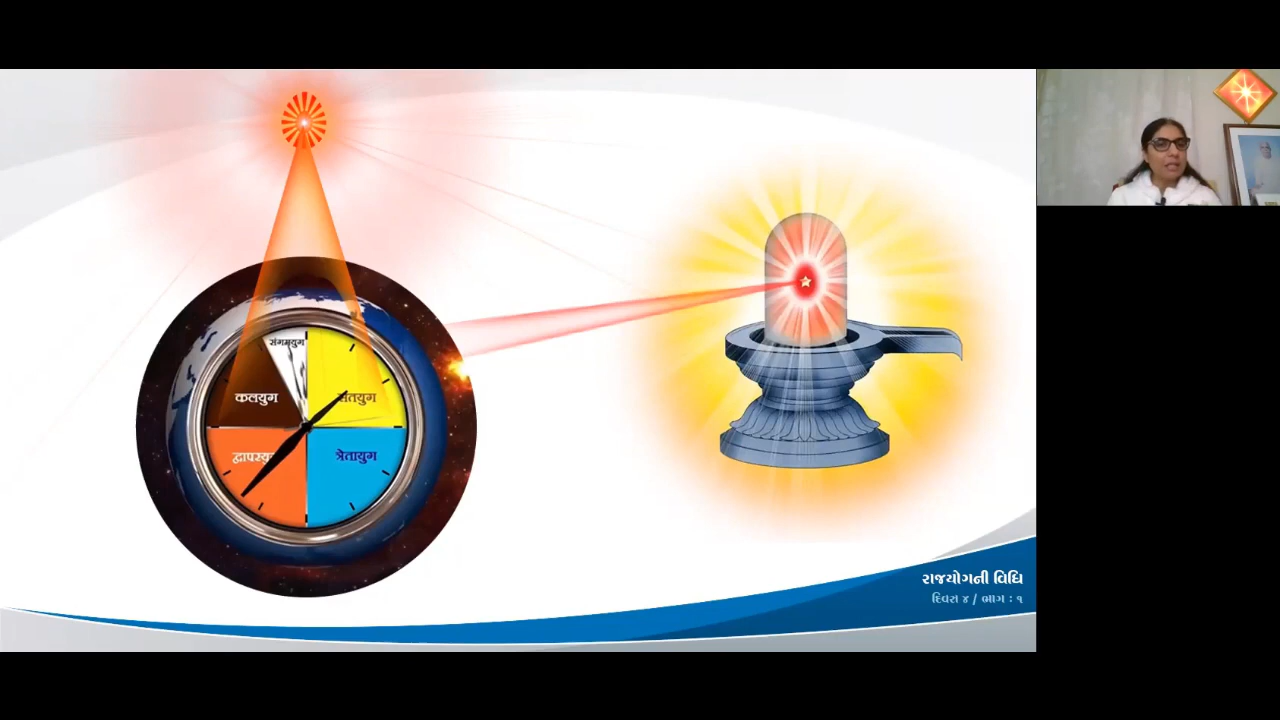 संगमयुग
कलयुग
सतयुग
द्वापरयुग
त्रेतायुग
રાજયોગની વિધિ
દિવસ ૪ / ભાગ : ૧